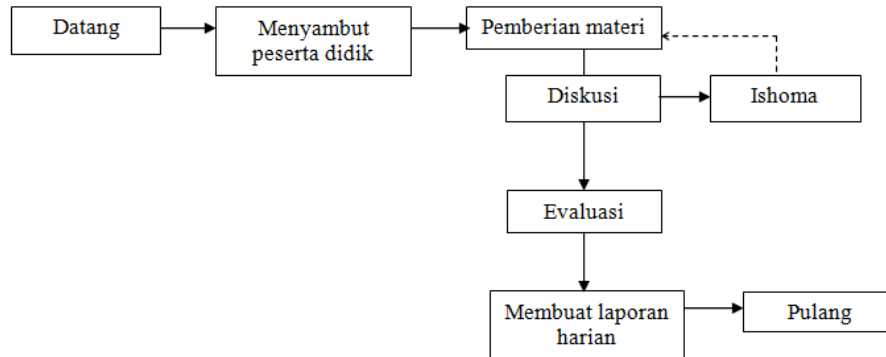 Datang
Menyambut
peserta didik
Pemberian materi
Diskusi
Ishoma
Evaluasi
Membuat laporan
harian
Pulang